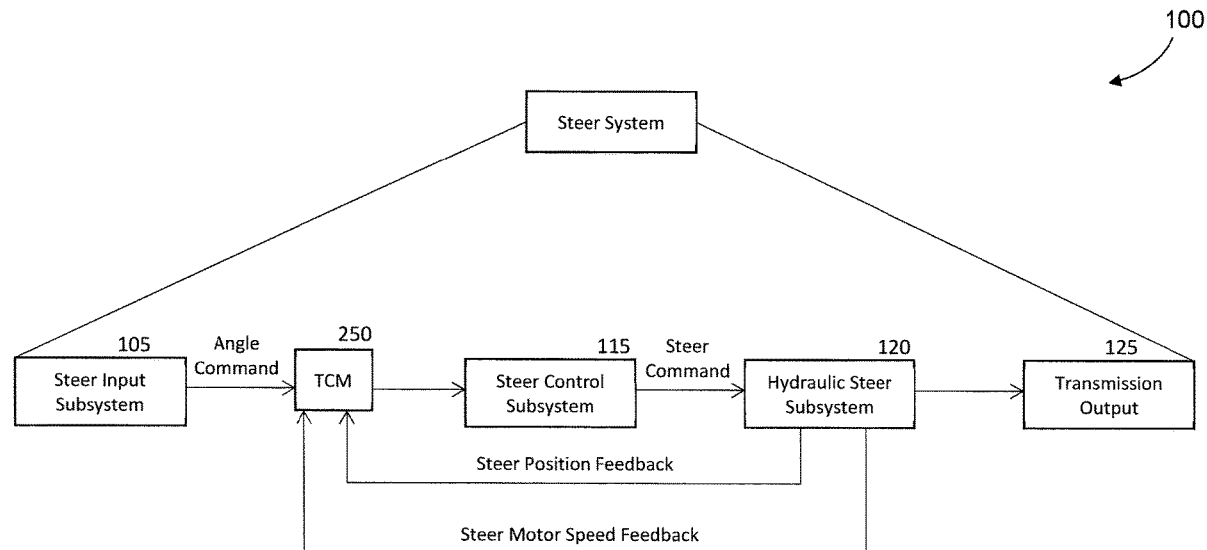 100
Steer System
105
Angle
Command
250
115
Steer
Command
120
125
Steer Input
Subsystem
TCM
Steer Control
Subsystem
Hydraulic Steer
Subsystem
Transmission
Output
Steer Position Feedback
Steer Motor Speed Feedback